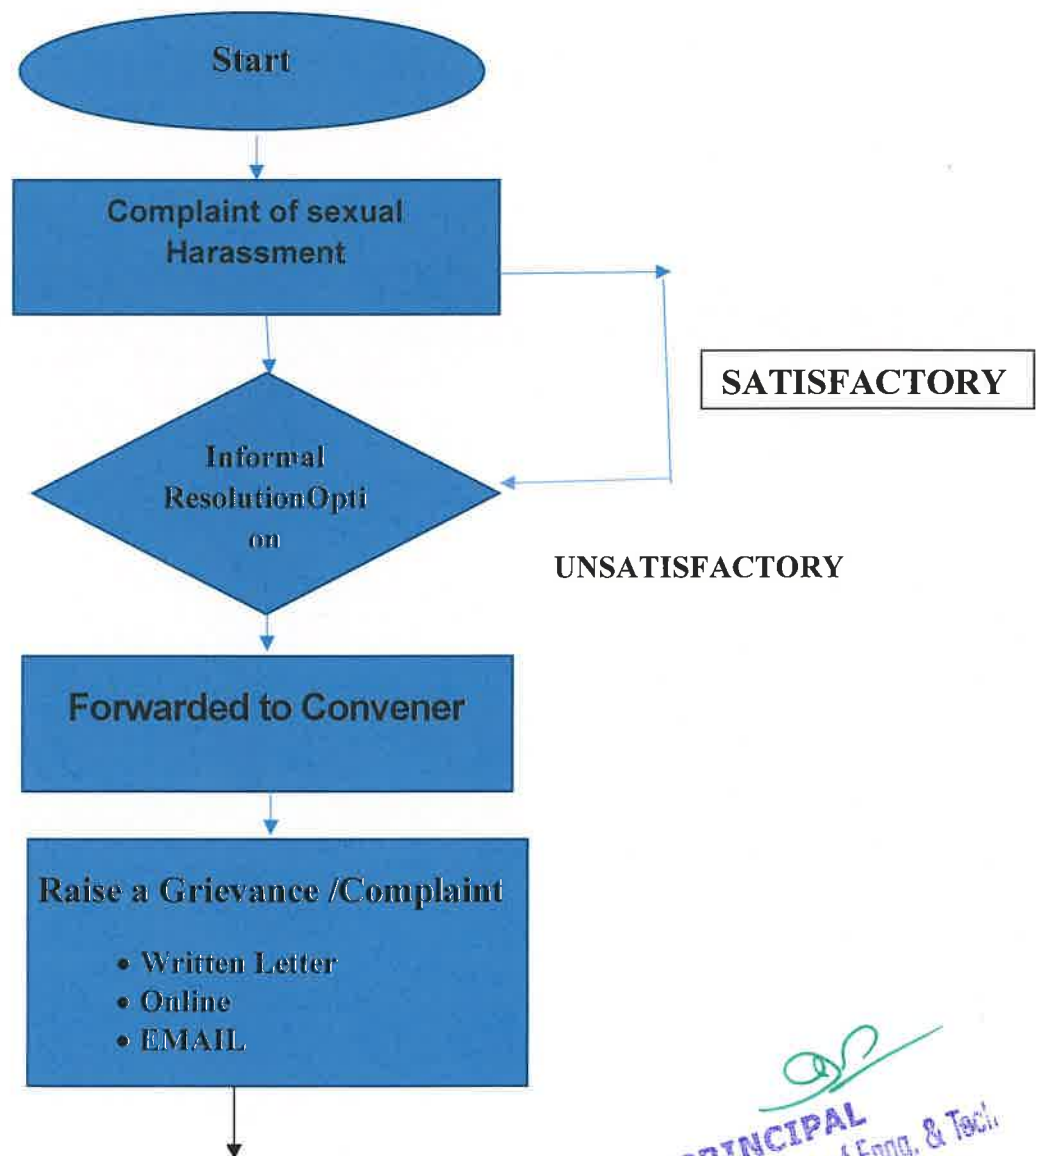 Start
Complaint of sexual
Harassment
SATISFACTORY
Informal
ResolutionOpti
on
UNSATISFACTORY
Forwarded to Convener
Raise a Grievance /Complaint
• Written Letter
• Online
• EMAIL
PRINCIPAL
Engg. & Tech